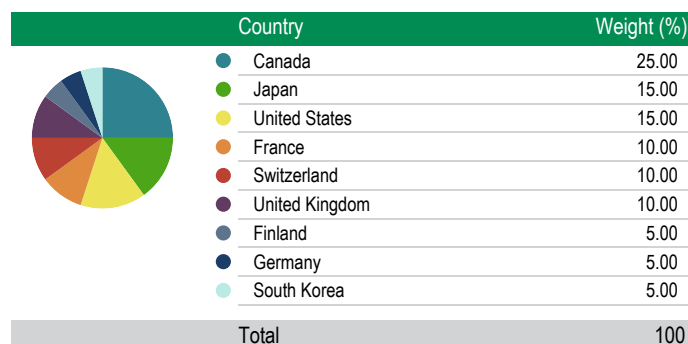 Country Weight (%)
Canada 25.00
Japan 15.00
United States 15.00
France 10.00
Switzerland 10.00
United Kingdom 10.00
Finland 5.00
Germany 5.00
South Korea 5.00
Total 100